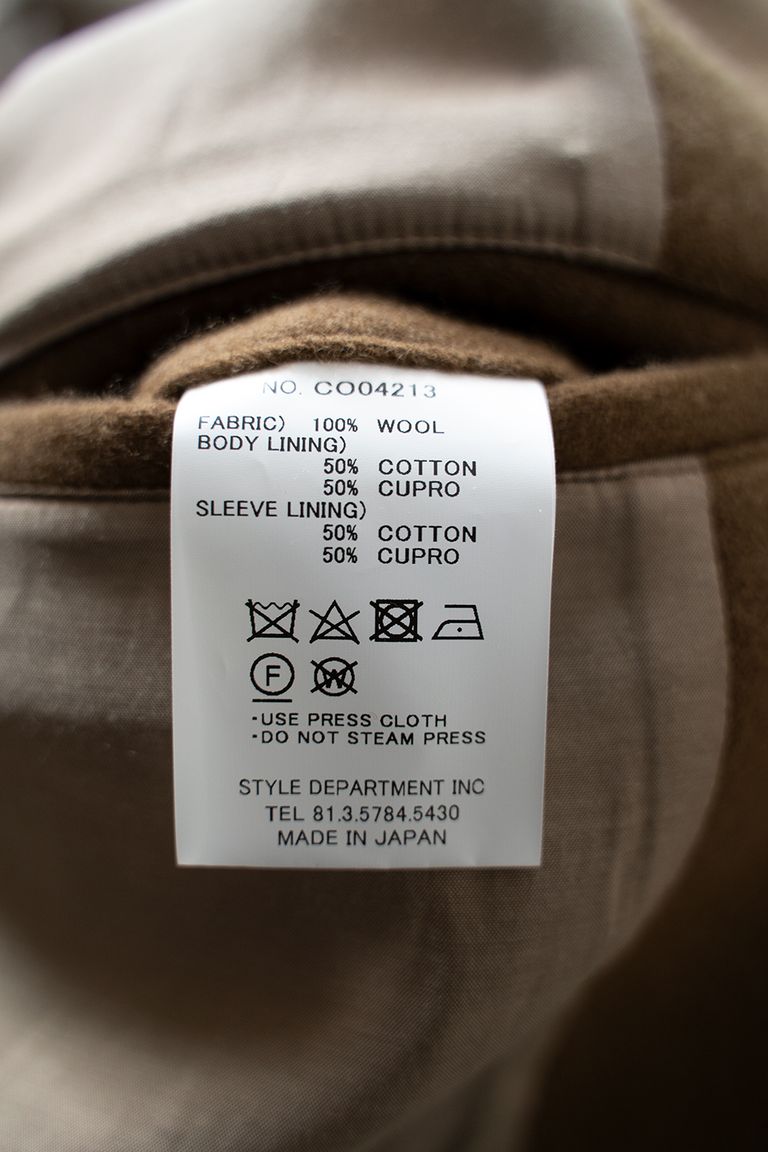 NO. CO04213
FABRIC) 100% WOOL
BODY LINING)
50% COTTON
50% CUPRO
SLEEVE LINING)
50% COTTON
50% CUPRO
F W
·USE PRESS CLOTH
·DO NOT STEAM PRESS
STYLE DEPARTMENT INC
TEL 81.3.5784.5430
MADE IN JAPAN